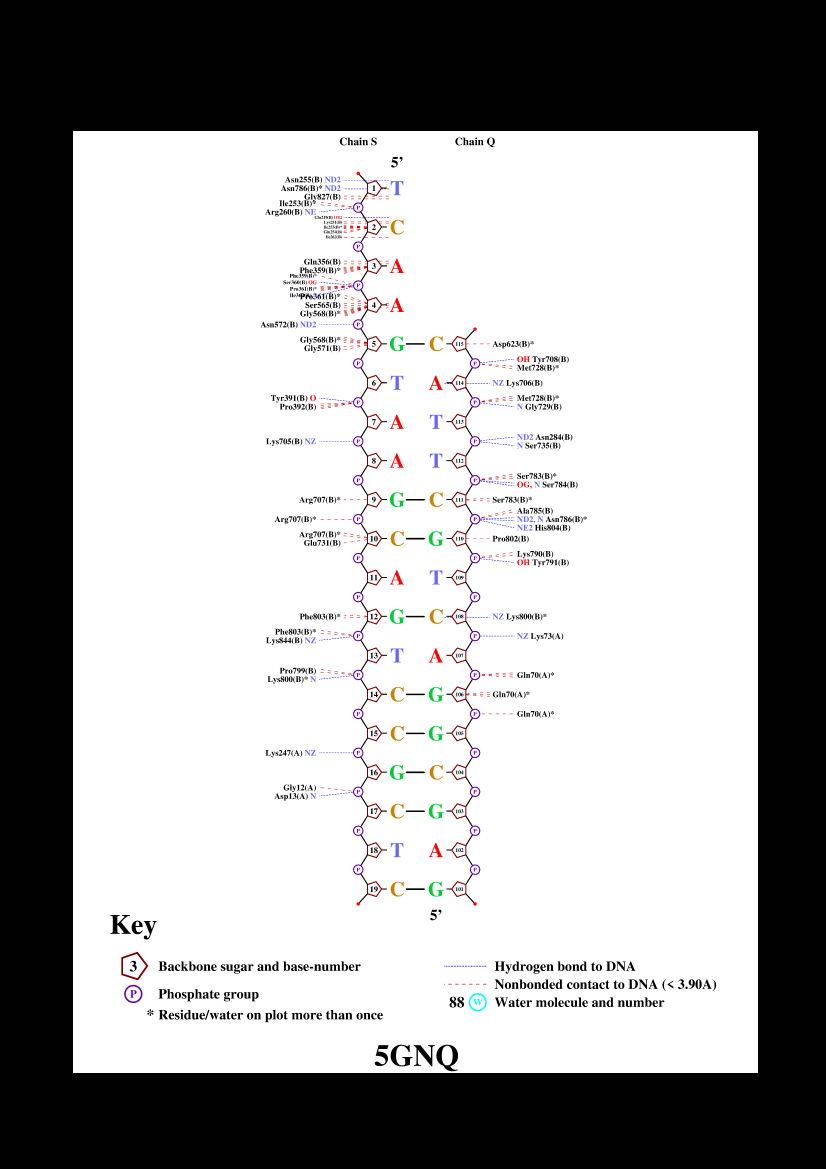 Chain S Chain Q
5’
Asn255(B) ND2
Asn786(B)* ND2
1 T
Gly827(B)
Ile253(B)*
P
Arg260(B) NE
2 C
P
Gln356(B)
3 A
Phe359(B)*
Phe359(B)*
Ser360(B) OG
P
Pro361(B)*
Pro361(B)*
4 A
Ser565(B)
Gly568(B)*
Asn572(B) ND2 P
Gly568(B)* 5 G C 115 Asp623(B)*
Gly571(B)
P P OH Tyr708(B)
Met728(B)*
6 T A 114 NZ Lys706(B)
Tyr391(B) O P P Met728(B)*
Pro392(B) N Gly729(B)
7 A T 113
Lys705(B) NZ P P ND2 Asn284(B)
N Ser735(B)
8 A T 112
P P Ser783(B)*
OG, N Ser784(B)
Arg707(B)* 9 G C 111 Ser783(B)*
Ala785(B)
Arg707(B)* P P ND2, N Asn786(B)*
NE2 His804(B)
Arg707(B)* 10 C G 110 Pro802(B)
Glu731(B)
P P Lys790(B)
OH Tyr791(B)
11 A T 109
P P
Phe803(B)* 12 G C 108 NZ Lys800(B)*
Phe803(B)* P P NZ Lys73(A)
Lys844(B) NZ
13 T A 107
Pro799(B) P P Gln70(A)*
Lys800(B)* N
14 C G 106 Gln70(A)*
P P Gln70(A)*
15 C G 105
Lys247(A) NZ P P
16 G C 104
Gly12(A) P P
Asp13(A) N
17 C G 103
P P
18 T A 102
P P
19 C G 101
5’
Key
3 Backbone sugar and base-number
P Phosphate group
* Residue/water on plot more than once
Hydrogen bond to DNA
Nonbonded contact to DNA (< 3.90A)
88 W Water molecule and number
5GNQ